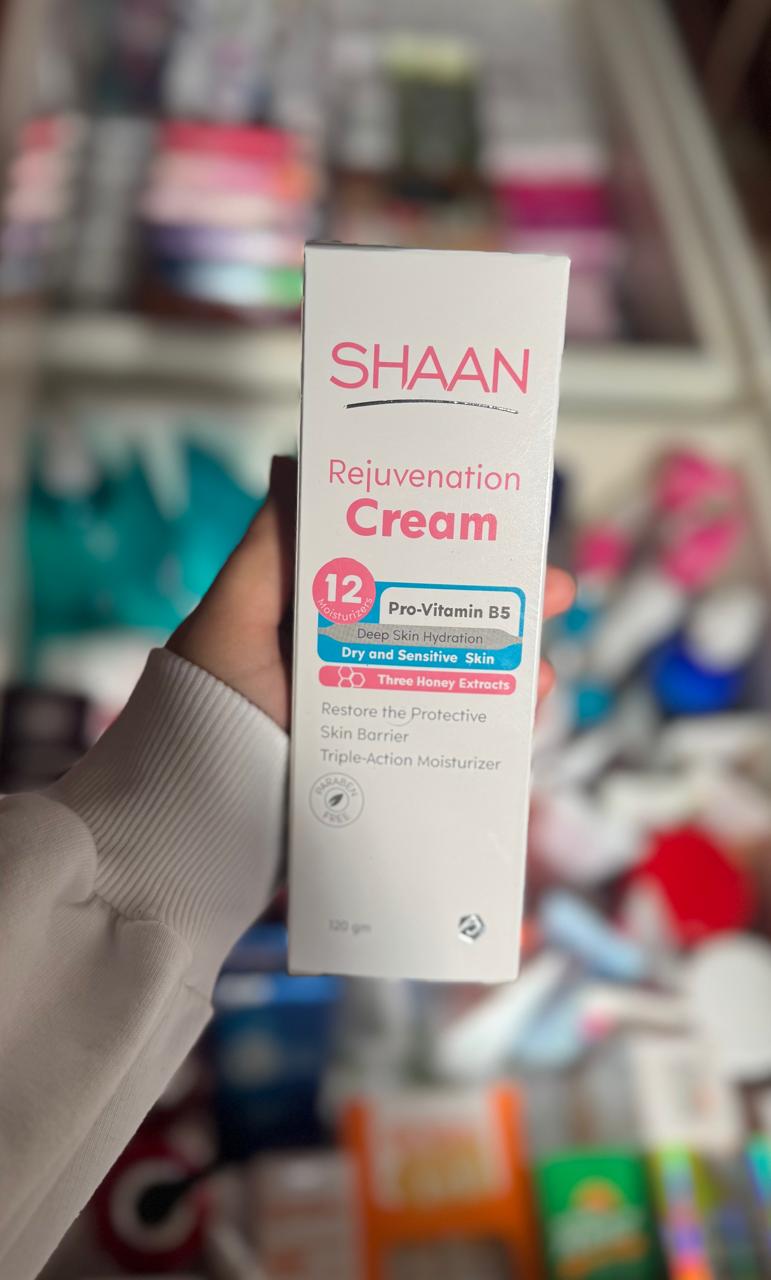 SHAAN
Rejuvenation
Cream
12
Moisturizers
Pro-Vitamin B5
Deep Skin Hydration
Dry and Sensitive Skin
Three Honey Extracts
Restore the Protective
Skin Barrier
Triple-Action Moisturizer
PARABEN
FREE
120 gm